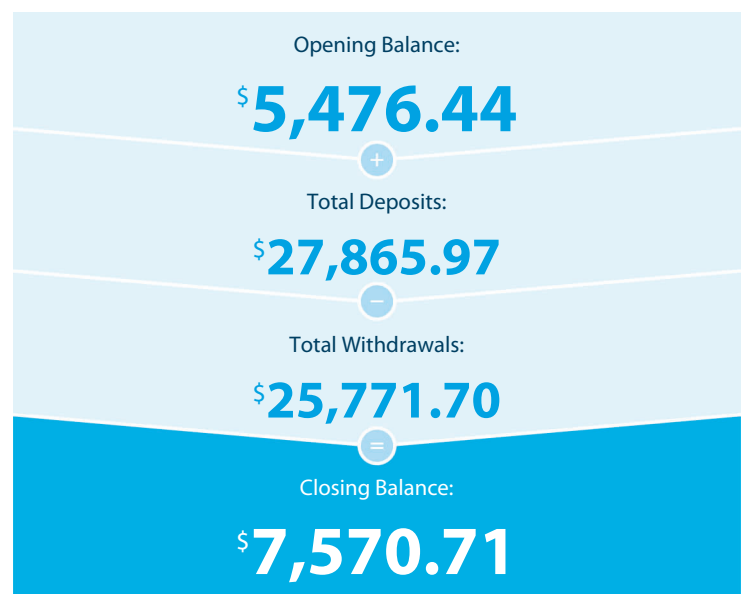 Opening Balance:
$5,476.44
+
Total Deposits:
$27,865.97
−
Total Withdrawals:
$25,771.70
=
Closing Balance:
$7,570.71